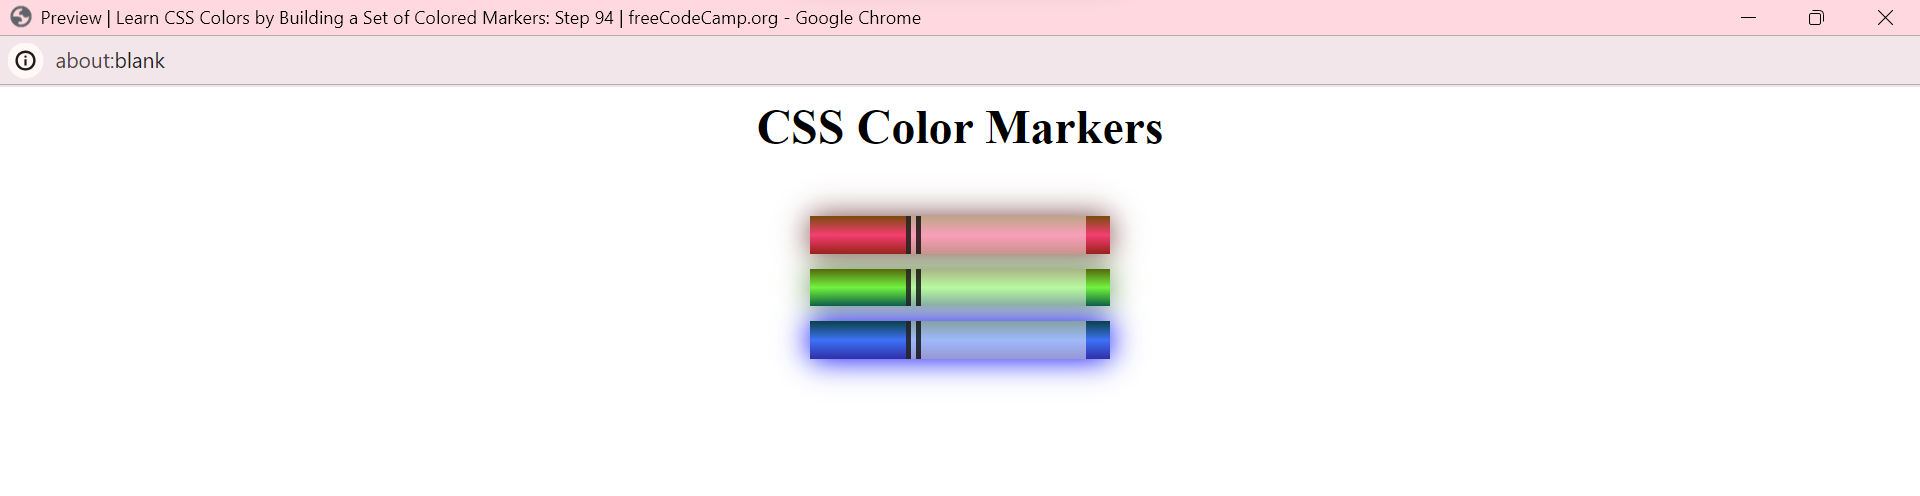 Preview | Learn CSS Colors by Building a Set of Colored Markers: Step 94 | freeCodeCamp.org - Google Chrome
about:blank
CSS Color Markers